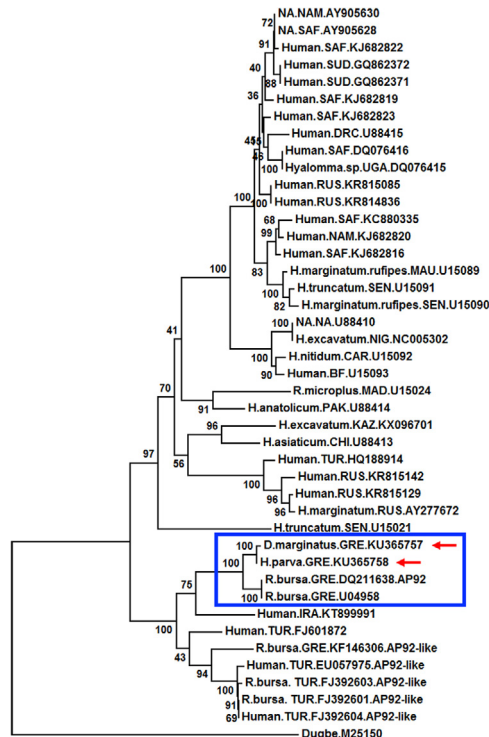 72
NA.NAM.AY905630
NA.SAF.AY905628
91
Human.SAF.KJ682822
40
Human.SUD.GQ862372
88
Human.SUD.GQ862371
36
Human.SAF.KJ682819
Human.SAF.KJ682823
Human.DRC.U88415
45
Human.SAF.DQ076416
100
Hyalomma.sp.UGA.DQ076415
Human.RUS.KR815085
100
100
Human.RUS.KR814836
68
Human.SAF.KC880335
99
Human.NAM.KJ682820
Human.SAF.KJ682816
83
H.marginatum.rufipes.MAU.U15089
100
H.truncatum.SEN.U15091
82
H.marginatum.rufipes.SEN.U15090
100
100
NA.NA.U88410
H.excavatum.NIG.NC005302
100
H.nitidum.CAR.U15092
90
Human.BF.U15093
41
R.microplus.MAD.U15024
91
H.anatolicum.PAK.U88414
70
96
H.excavatum.KAZ.KX096701
H.asiaticum.CHI.U88413
56
Human.TUR.HQ188914
100
Human.RUS.KR815142
96
Human.RUS.KR815129
96
H.marginatum.RUS.AY277672
97
H.truncatum.SEN.U15021
100
D.marginatus.GRE.KU365757
H.parva.GRE.KU365758
100
R.bursa.GRE.DQ211638.AP92
75
100
R.bursa.GRE.U04958
Human.IRA.KT899991
100
Human.TUR.FJ601872
43
R.bursa.GRE.KF146306.AP92-like
94
Human.TUR.EU057975.AP92-like
100
R.bursa. TUR.FJ392603.AP92-like
91
R.bursa. TUR.FJ392601.AP92-like
69
Human.TUR.FJ392604.AP92-like
Dugbe.M25150